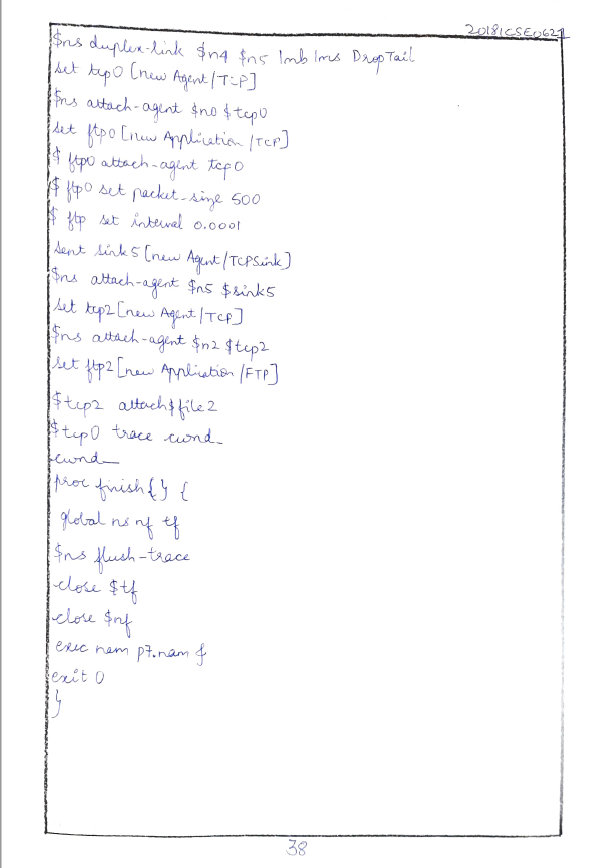 20181CSE0627
$ns duplex-link $n4 $n5 1mb 1ms DropTail
set tcp0 [new Agent/TCP]
$ns attach-agent $n0 $tcp0
set ftp0 [new Application /TCP]
$ ftp0 attach-agent tcp0
$ ftp0 set packet-size 500
$ ftp set interval 0.0001
sent sink5 [new Agent/TCPSink]
$ns attach-agent $n5 $sink5
set tcp2 [new Agent/TCP]
$ns attach-agent $n2 $tcp2
set ftp2 [new Application /FTP]
$tcp2 attach $file2
$tcp0 trace cwnd_
cwnd_
proc finish {} {
global ns nf tf
$ns flush-trace
close $tf
close $nf
exec nam p7.nam &
exit 0
}
38